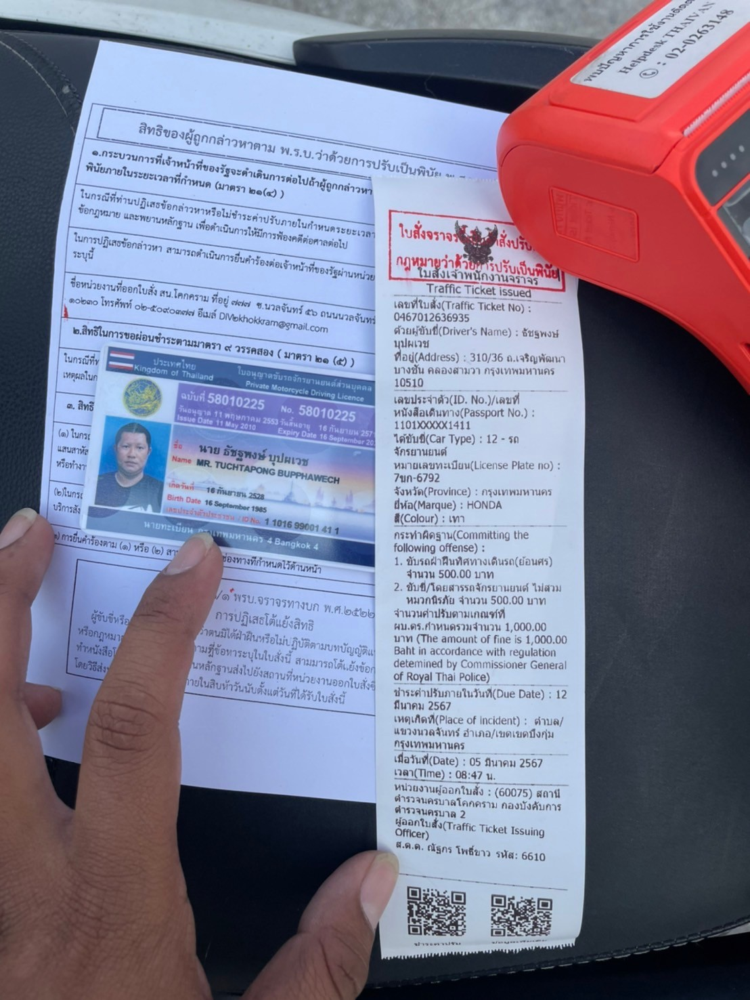 พบปัญหาการใช้งานติดต่อ
Helpdesk THAIVAN
: 02-0263148
สิทธิของผู้ถูกกล่าวหาตาม พ.ร.บ.ว่าด้วยการปรับเป็นพินัย
๑.กระบวนการที่เจ้าหน้าที่ของรัฐจะดำเดินการต่อไปถ้าผู้ถูกกล่าวหา
พินัยภายในระยะเวลาที่กำหนด (มาตรา ๒๑(๔) )
ในกรณีที่ท่านปฏิเสธข้อกล่าวหาหรือไม่ชำระค่าปรับภายในกำหนดระยะเวลา
ข้อกฎหมาย และพยานหลักฐาน เพื่อดำเนินการให้มีการฟ้องคดีต่อศาลต่อไป
ในการปฏิเสธข้อกล่าวหา สามารถดำเนินการยื่นคำร้องต่อเจ้าหน้าที่ของรัฐผ่านหน่วย
ระบุนี้
ชื่อหน่วยงานที่ออกใบสั่ง สน.โคกคราม ที่อยู่ ๗๗๗ ซ.นวลจันทร์ ๕๖ ถนนนวลจันทร์
๑๐๒๓๐ โทรศัพท์ ๐๒-๕๐๙๐๓๗๗ อีเมล์ DIV2khokkram@gmail.com
๒.สิทธิในการขอผ่อนชำระตามมาตรา ๙ วรรคสอง ( มาตรา ๒๑ (๕) )
ในกรณีที่
เหตุผลใน
๓. สิทธิ
(๑) ในกร
แสนสาหัส
หรือทำงา
(๒)ในกร
บริการสัง
ประเทศไทย
Kingdom of Thailand
ใบอนุญาตขับรถจักรยานยนต์ส่วนบุคคล
Private Motorcycle Driving Licence
ฉบับที่ 58010225 No. 58010225
วันอนุญาต 11 พฤษภาคม 2553 วันสิ้นอายุ 16 กันยายน 257
Issue Date 11 May 2010 Expiry Date 16 September 20
ชื่อ นาย ธัชฐพงษ์ บุปผเวช
Name MR. TUCHTAPONG BUPPHAWECH
เกิดวันที่ 16 กันยายน 2528
Birth Date 16 September 1985
เลขประจำตัวประชาชน / ID No. 1 1016 99001 41 1
นายทะเบียน กรุงเทพมหานคร 4 Bangkok 4
) การยื่นคำร้องตาม (๑) หรือ (๒) สา ช่องทางที่กำหนดไว้ด้านหน้า
/๑ พรบ.จราจรทางบก พ.ศ.๒๕๒๒
การปฏิเสธโต้แย้งสิทธิ
ผู้ขับขี่หรือ ว่าตนมิได้ฝ่าฝืนหรือไม่ปฏิบัติตามบทบัญญัติแ
หรือกฎหมา ตามที่ข้อหาระบุในใบสั่งนี้ สามมารถโต้แย้งข้อก
ทำหนังสือโ นหลักฐานส่งไปยังสถานที่หน่วยงานออกใบสั่ง
โดยวิธีส่ง ภายในสิบห้าวันนับตั้งแต่วันที่ได้รับใบสั่งนี้
ใบสั่งจราจร สั่งปรับ
กฎหมายว่าด้วยการปรับเป็นพินัย
ใบสั่งเจ้าพนักงานจราจร
Traffic Ticket issued
เลขที่ใบสั่ง(Traffic Ticket No) :
0467012636935
ด้วยผู้ขับขี่(Driver's Name) : ธัชฐพงษ์
บุปผเวช
ที่อยู่(Address) : 310/36 ถ.เจริญพัฒนา
บางชัน คลองสามวา กรุงเทพมหานคร
10510
เลขประจำตัว(ID. No.)/เลขที่
หนังสือเดินทาง(Passport No.) :
1101XXXXX1411
ได้ขับขี่(Car Type) : 12 - รถ
จักรยานยนต์
หมายเลขทะเบียน(License Plate no) :
7ขก-6792
จังหวัด(Province) : กรุงเทพมหานคร
ยี่ห้อ(Marque) : HONDA
สี(Colour) : เทา
กระทำผิดฐาน(Committing the
following offense) :
1. ขับรถฝ่าฝืนทิศทางเดินรถ(ย้อนศร)
จำนวน 500.00 บาท
2. ขับขี่/โดยสารรถจักรยานยนต์ ไม่สวม
หมวกนิรภัย จำนวน 500.00 บาท
จำนวนค่าปรับตามเกณฑ์ที่
ผบ.ตร.กำหนดรวมจำนวน 1,000.00
บาท (The amount of fine is 1,000.00
Baht in accordance with regulation
detemined by Commissioner General
of Royal Thai Police)
ชำระค่าปรับภายในวันที่(Due Date) : 12
มีนาคม 2567
เหตุเกิดที่(Place of incident) : ตำบล/
แขวงนวลจันทร์ อำเภอ/เขตเขตบึงกุ่ม
กรุงเทพมหานคร
เมื่อวันที่(Date) : 05 มีนาคม 2567
เวลา(Time) : 08:47 น.
หน่วยงานผู้ออกใบสั่ง : (60075) สถานี
ตำรวจนครบาลโคกคราม กองบังคับการ
ตำรวจนครบาล 2
ผู้ออกใบสั่ง(Traffic Ticket Issuing
Officer)
ส.ต.ต. ณัฐกร โพธิ์ขาว รหัส: 6610
ชำระค่าปรับ